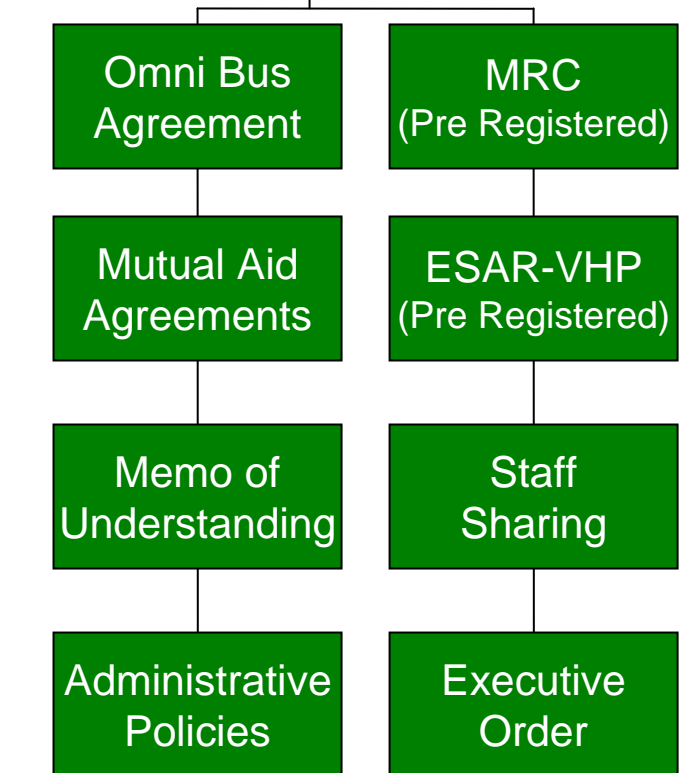 Omni Bus
Agreement
MRC
(Pre Registered)
Mutual Aid
Agreements
ESAR-VHP
(Pre Registered)
Memo of
Understanding
Staff
Sharing
Administrative
Policies
Executive
Order